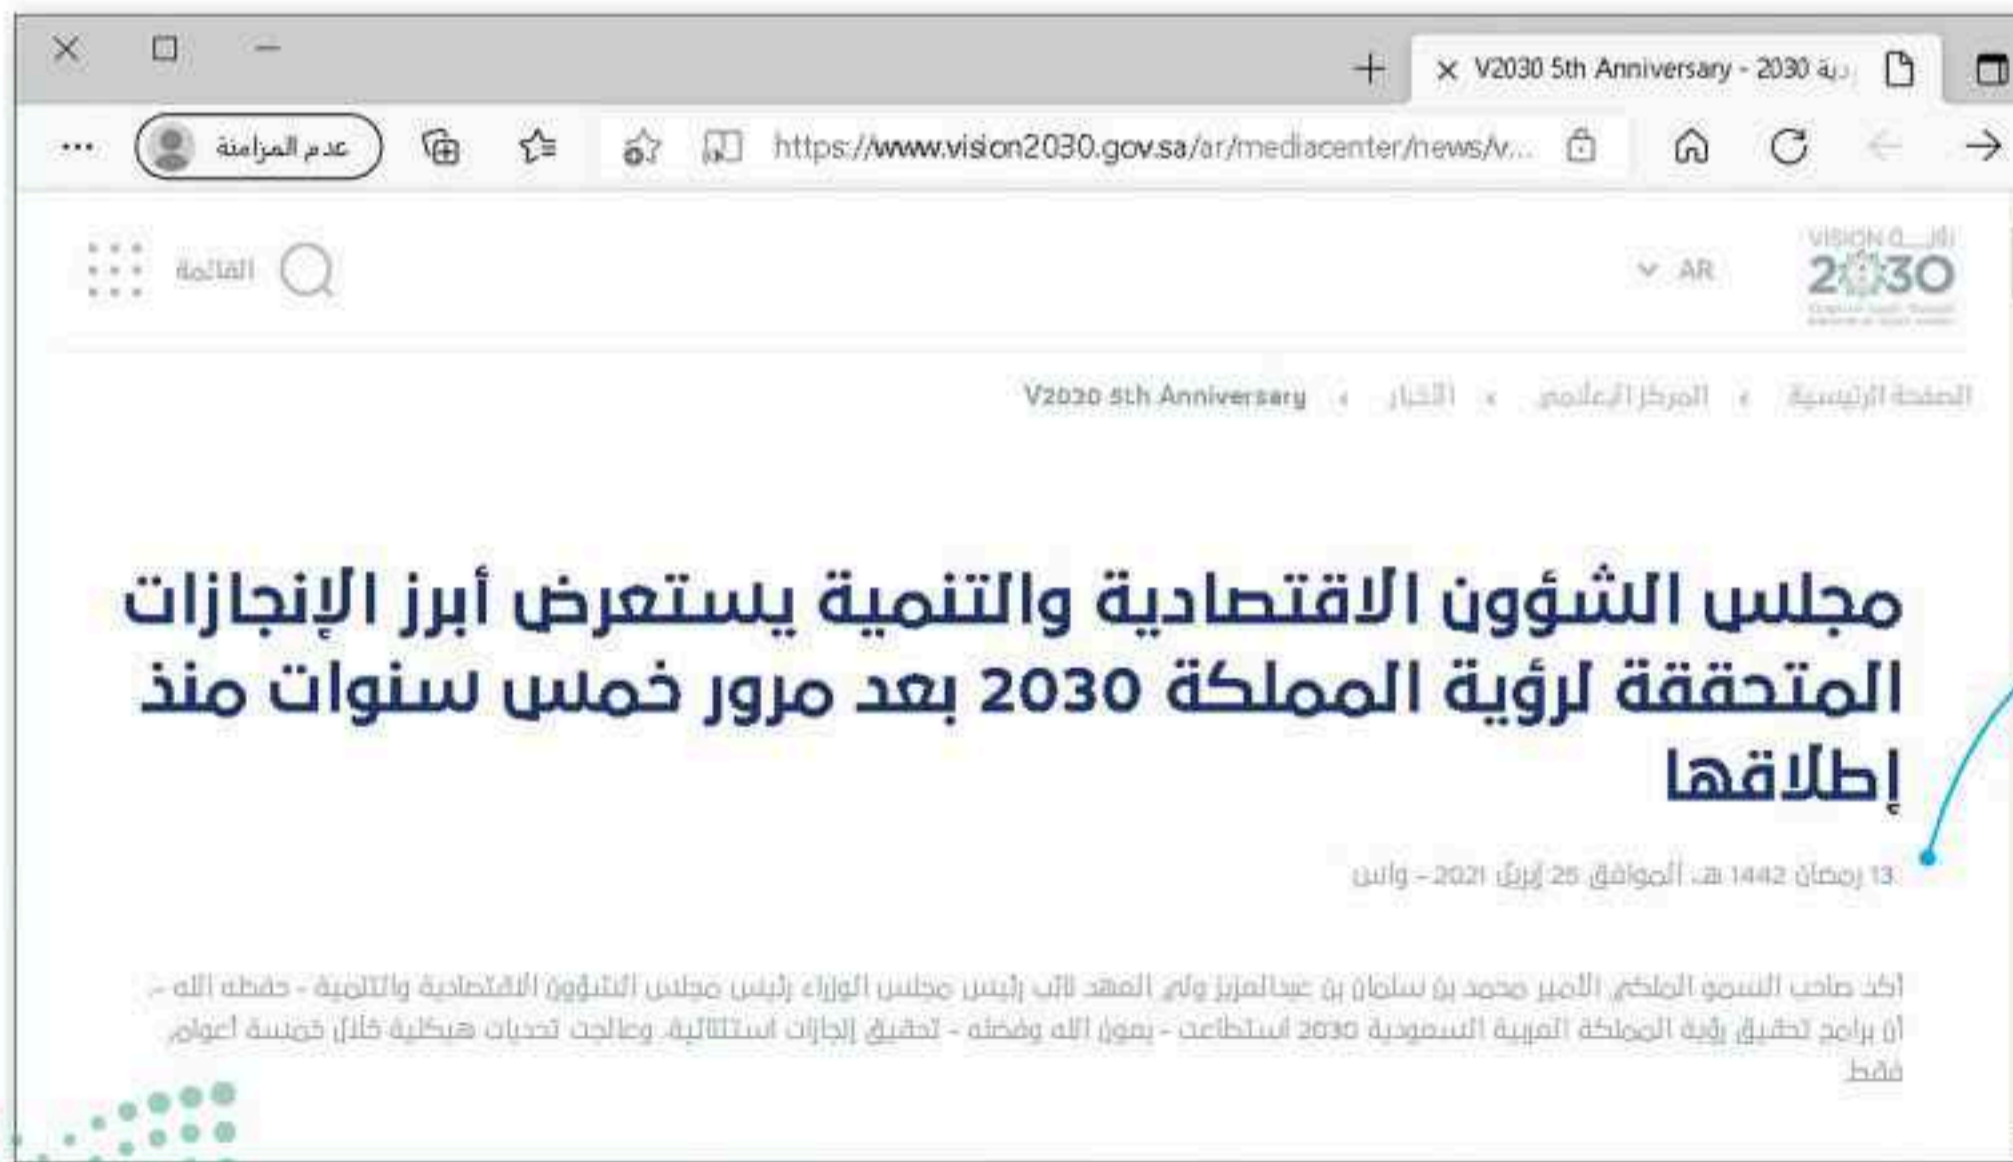 V2030 5th Anniversary - 2030 دية
https://www.vision2030.gov.sa/ar/mediacenter/news/v...
عدم المزامنة
VISION رؤيـــة
2030
AR
القائمة
الصفحة الرئيسية › المركز الإعلامي › الأخبار › V2030 5th Anniversary
مجلس الشؤون الاقتصادية والتنمية يستعرض أبرز الإنجازات
المتحققة لرؤية المملكة 2030 بعد مرور خمس سنوات منذ
إطلاقها
13 رمضان 1442 هـ، الموافق 25 إبريل 2021 – واس
أكد صاحب السمو الملكي الأمير محمد بن سلمان بن عبدالعزيز ولي العهد نائب رئيس مجلس الوزراء رئيس مجلس الشؤون الاقتصادية والتنمية - حفظه الله -،
أن برامج تحقيق رؤية المملكة العربية السعودية 2030 استطاعت - بعون الله وفضله - تحقيق إنجازات استثنائية، وعالجت تحديات هيكلية خلال خمسة أعوام
فقط.